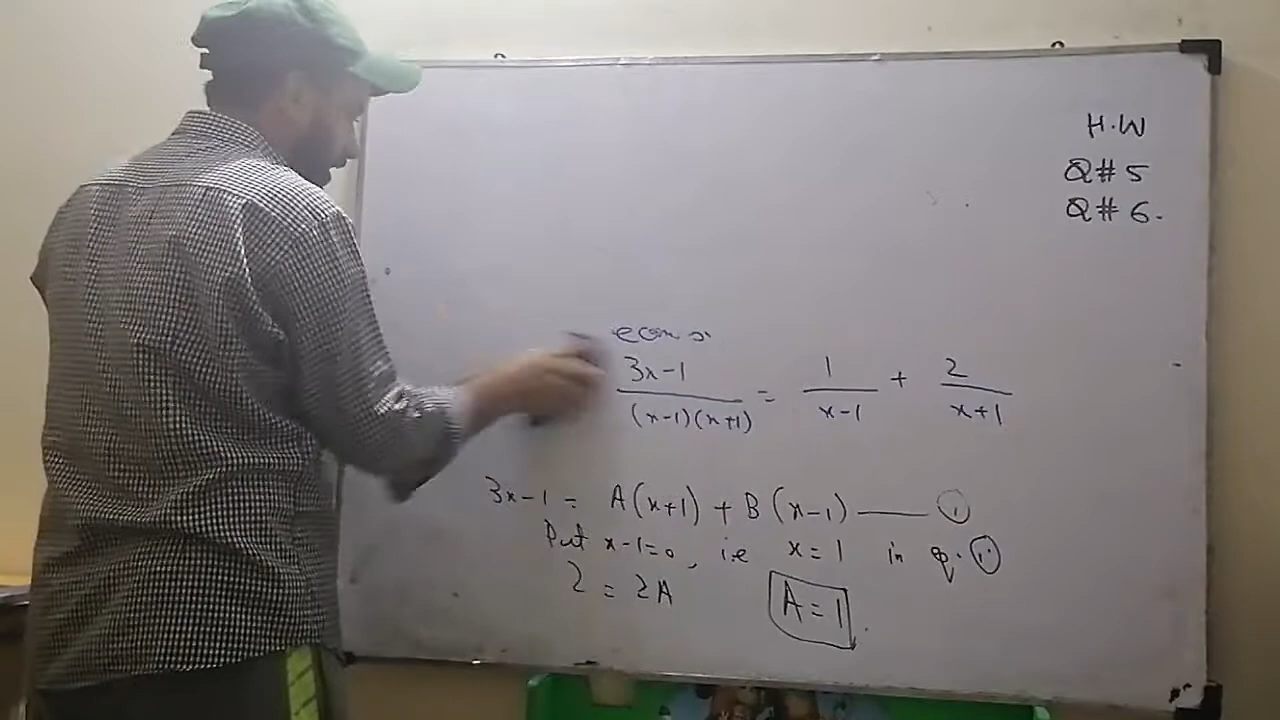 H.W
Q# 5
Q# 6.
3x-1 / (x-1)(x+1) = 1 / x-1 + 2 / x+1
3x-1 = A(x+1) + B(x-1) —— ①
Put x-1=0, i.e x=1 in eq. ①
2 = 2A A=1